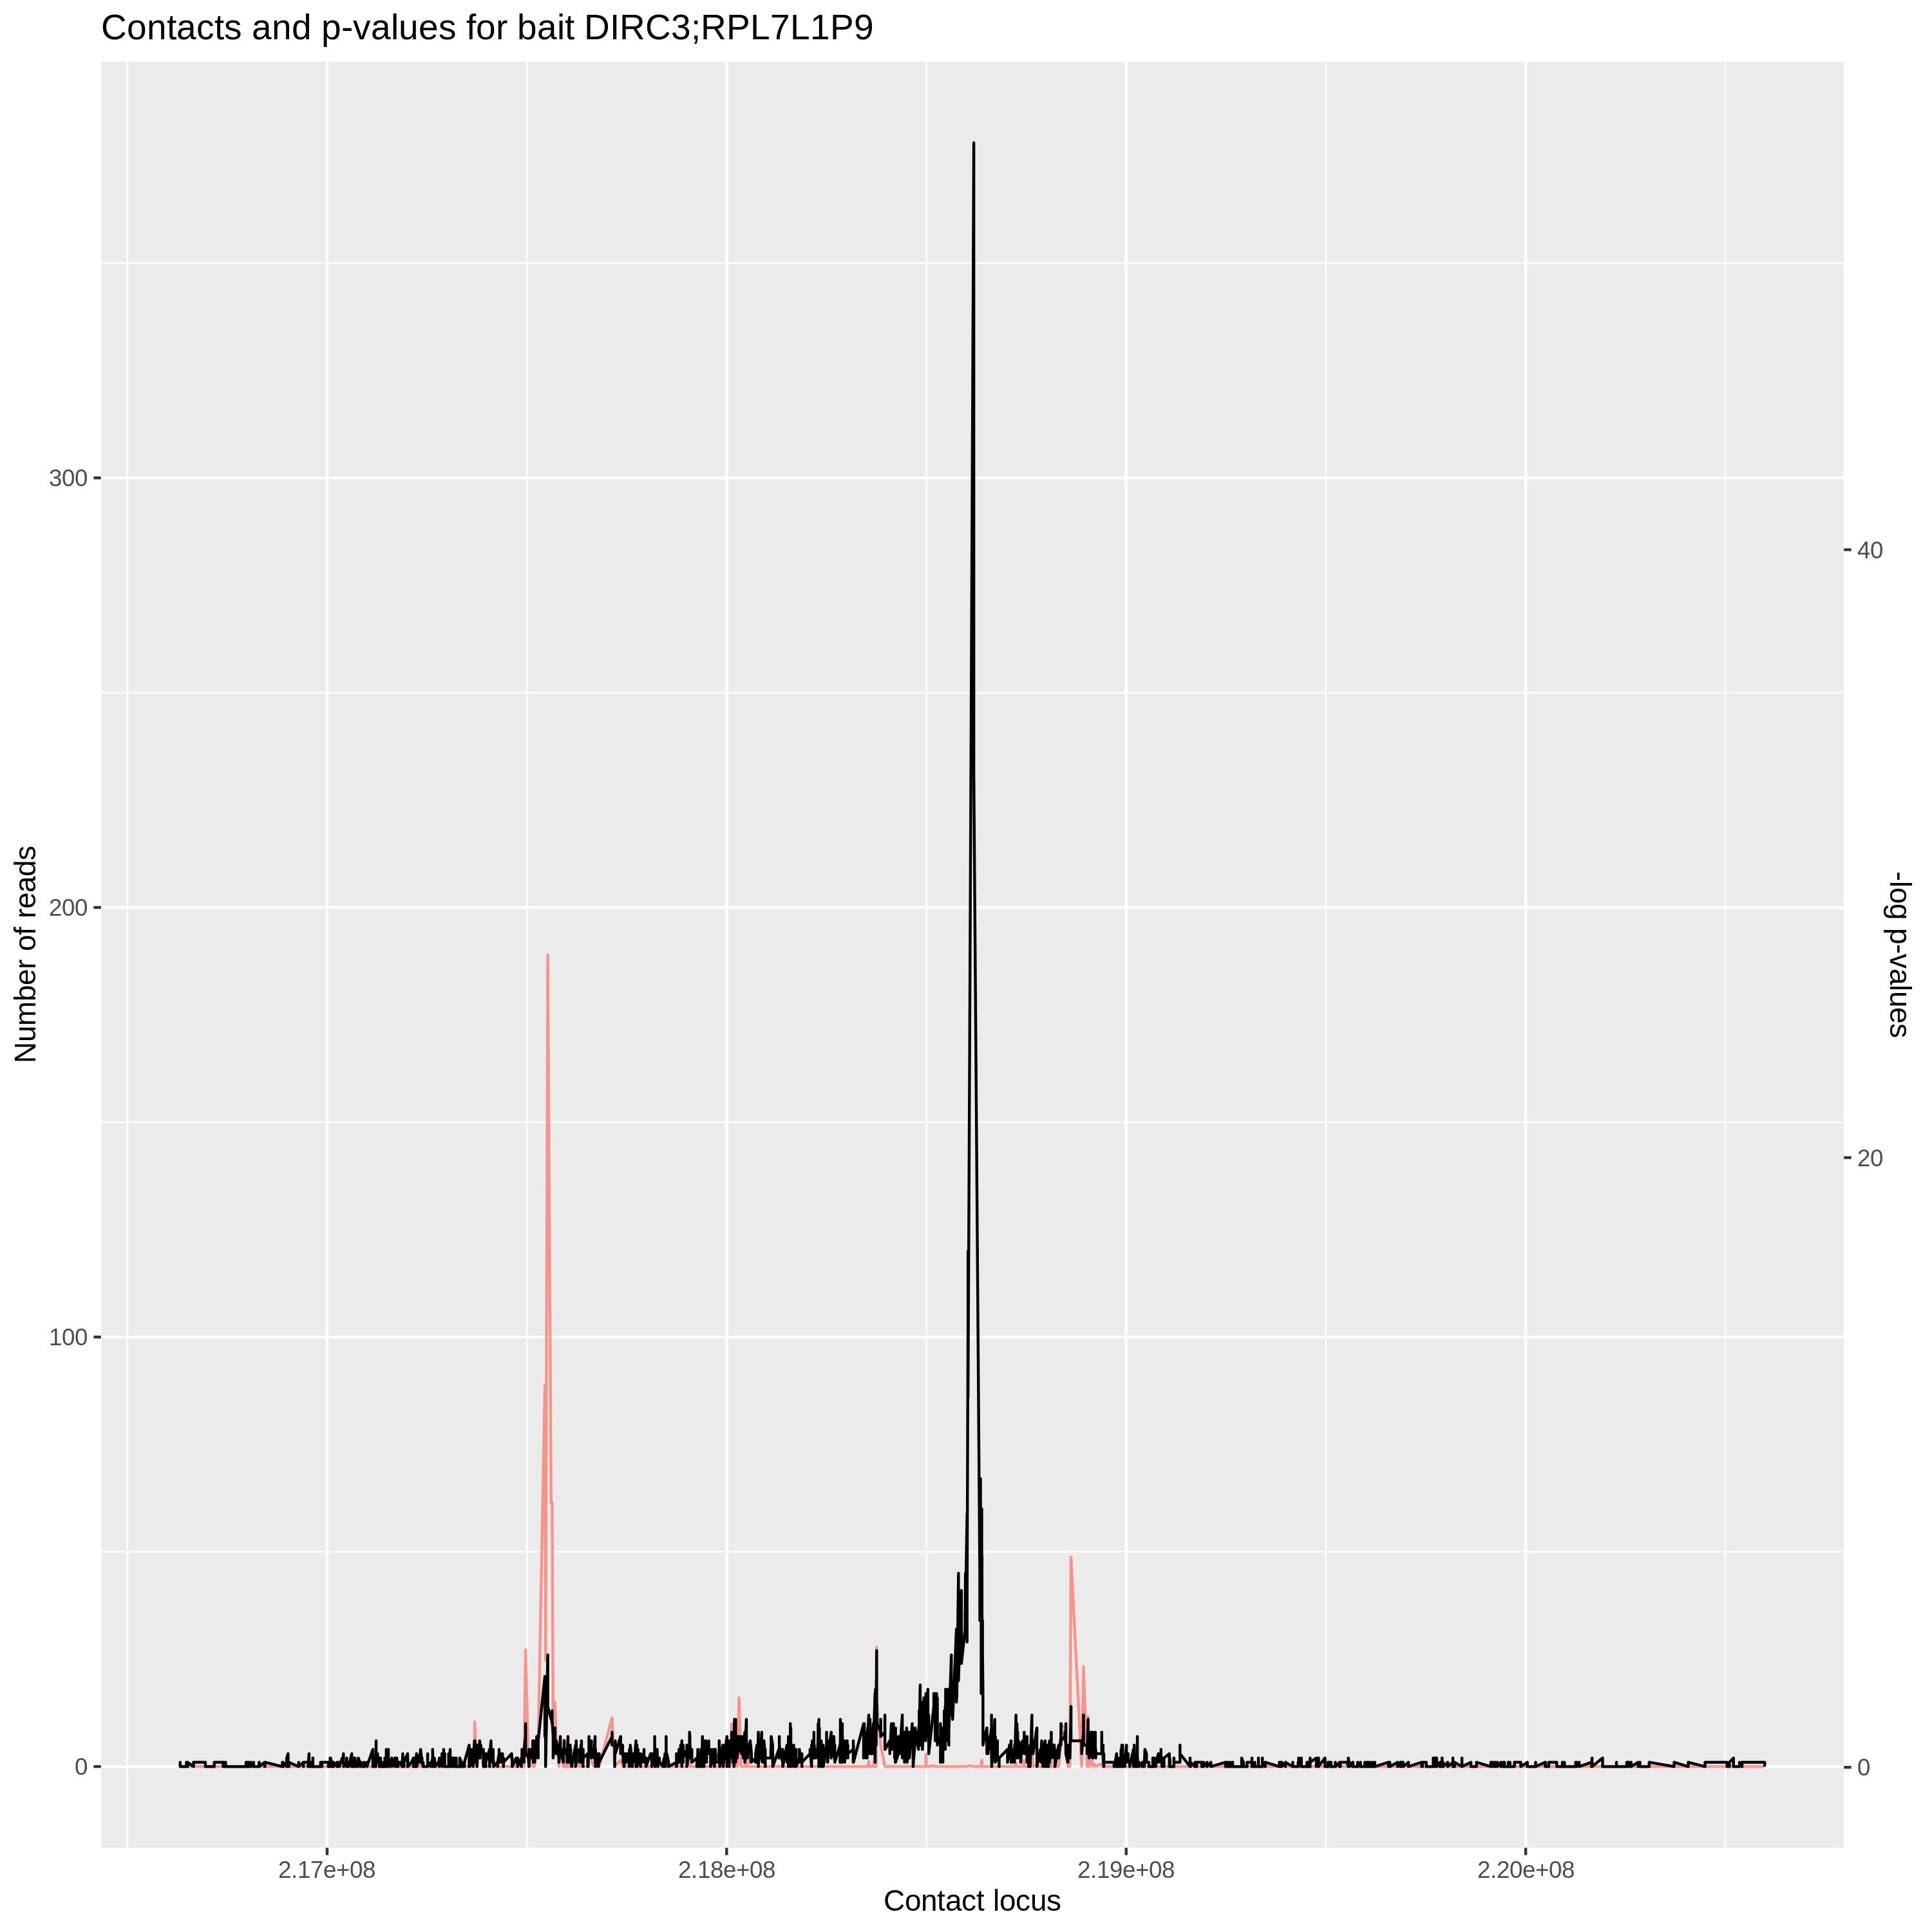 Contacts and p-values for bait DIRC3;RPL7L1P9
Number of reads
300
200
100
0
40
20
0
-log p-values
2.17e+08
2.18e+08
2.19e+08
2.20e+08
Contact locus